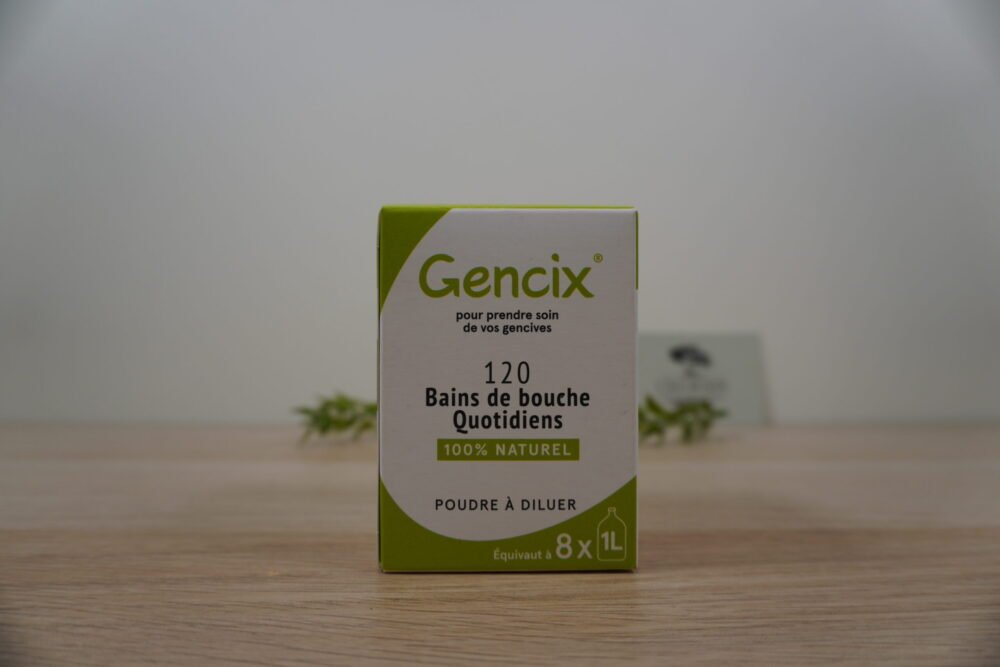 Gencix®
pour prendre soin
de vos gencives
120
Bains de bouche
Quotidiens
100% NATUREL
POUDRE À DILUER
Équivaut à 8 x 1L